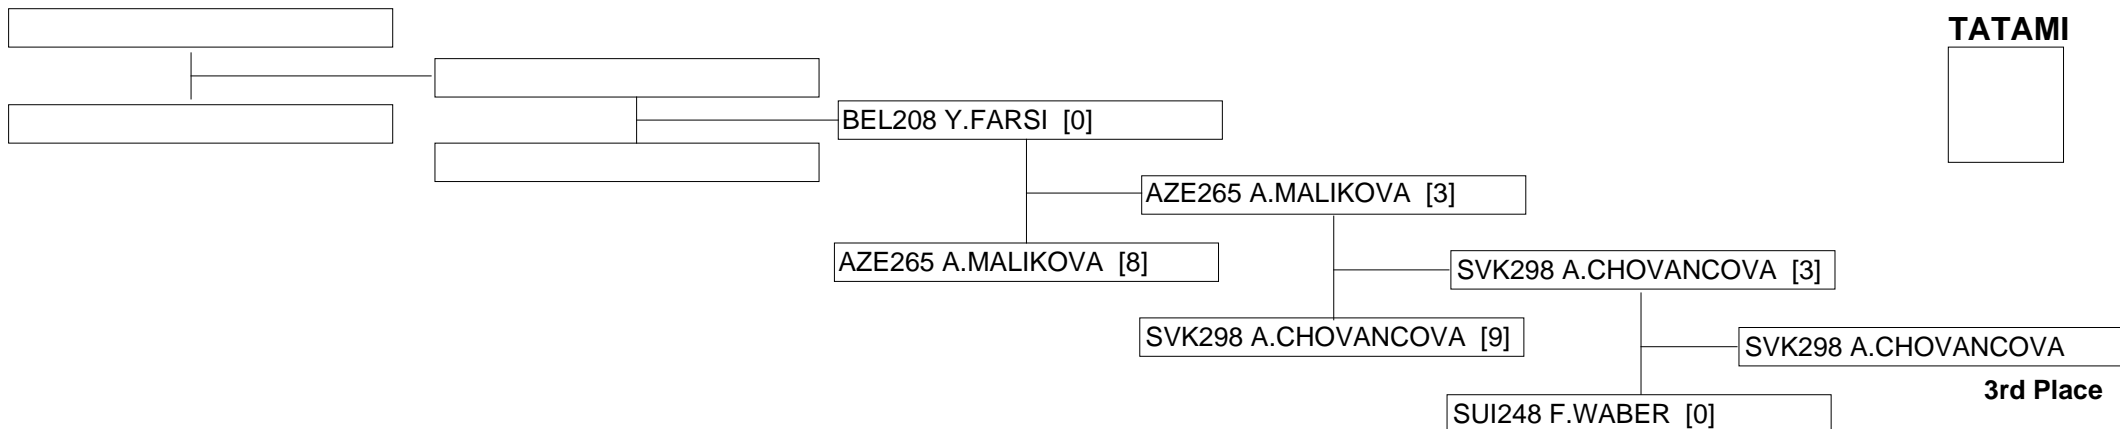 TATAMI
BEL208 Y.FARSI [0]
AZE265 A.MALIKOVA [3]
AZE265 A.MALIKOVA [8]
SVK298 A.CHOVANCOVA [3]
SVK298 A.CHOVANCOVA [9]
SVK298 A.CHOVANCOVA
3rd Place
SUI248 F.WABER [0]